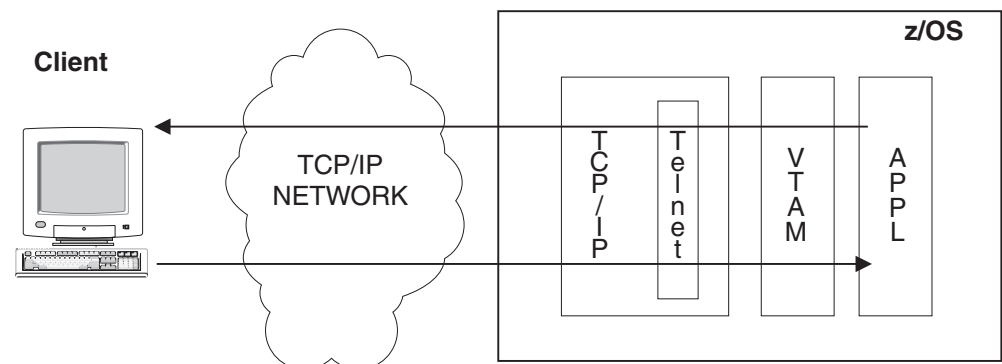 z/OS
Client
TCP/IP
NETWORK
TCP/IP
Telnet
VTAM
APPL